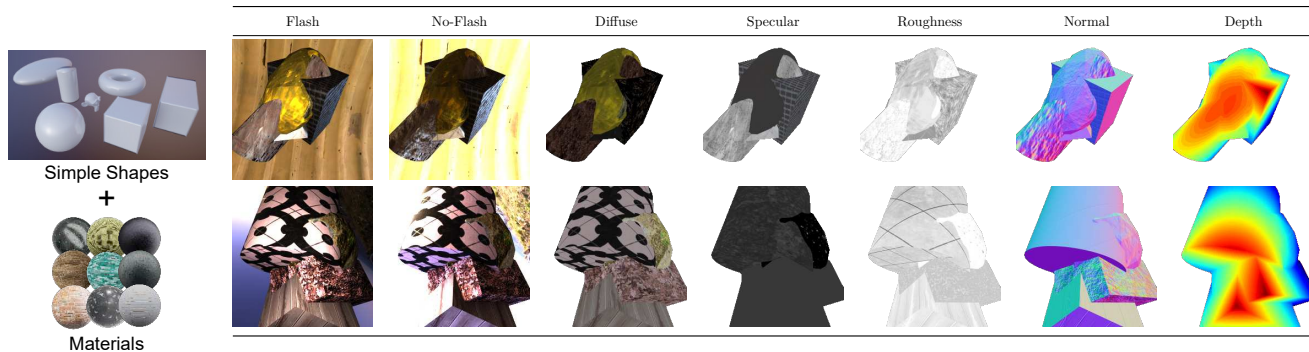 Flash No-Flash Diffuse Specular Roughness Normal Depth
Simple Shapes
+
Materials